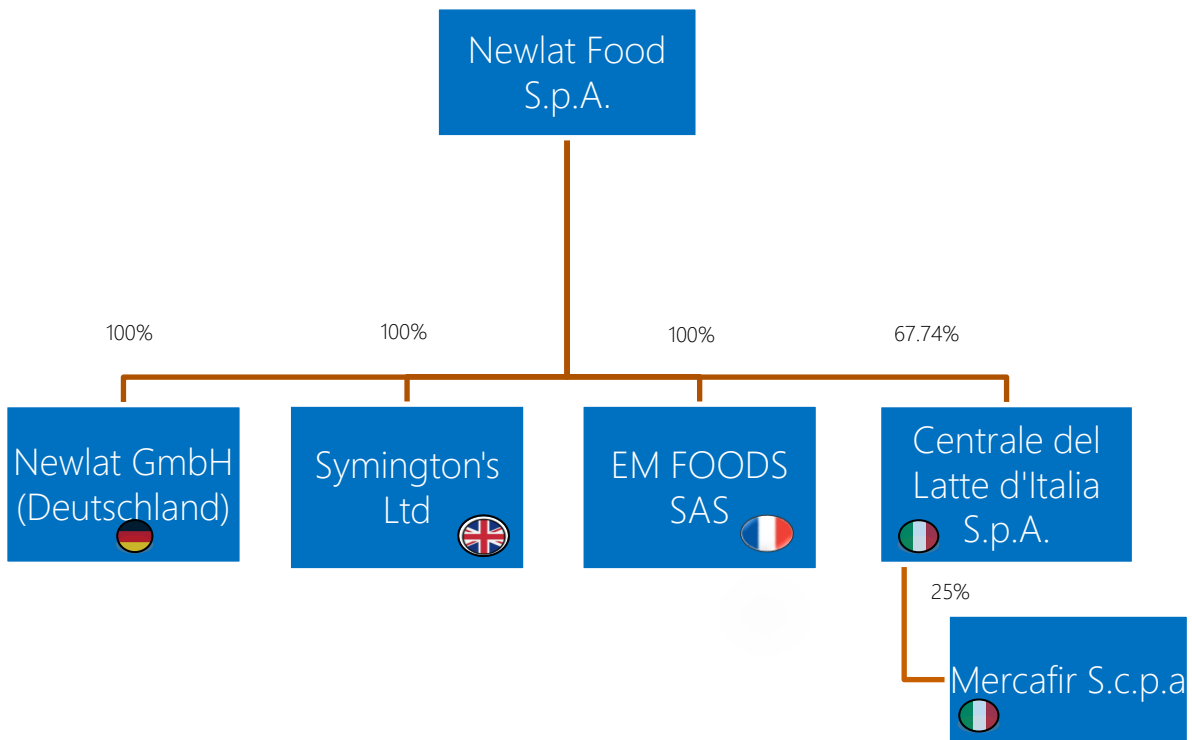 Newlat Food
S.p.A.
100%
100%
100%
67.74%
Newlat GmbH
(Deutschland)
Symington's
Ltd
EM FOODS
SAS
Centrale del
Latte d'Italia
S.p.A.
25%
Mercafir S.c.p.a